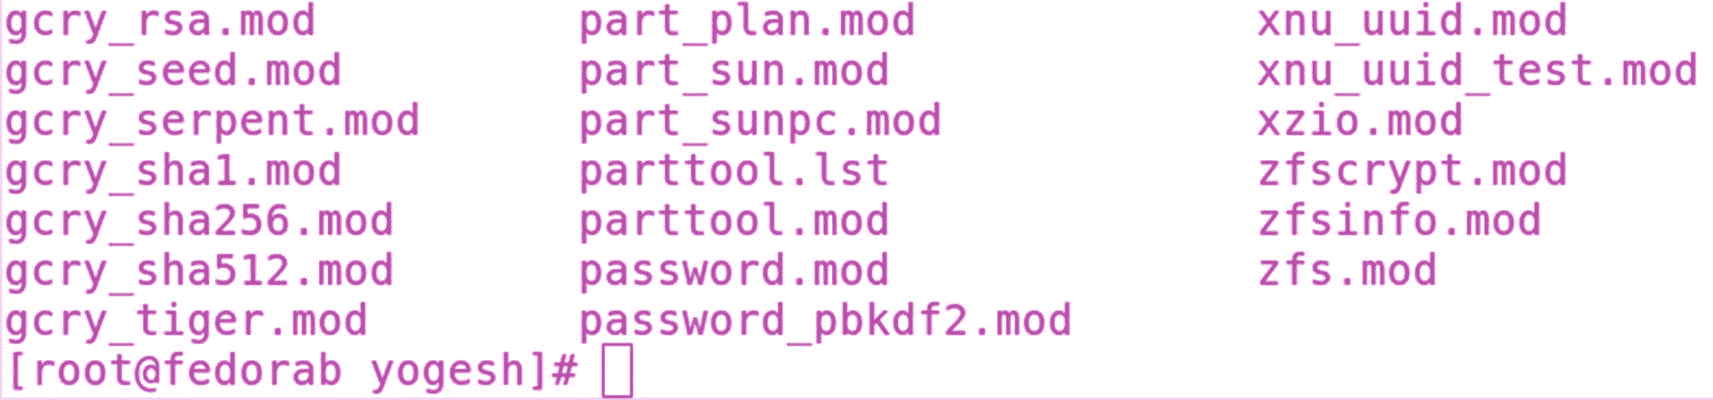 gcry_rsa.mod part_plan.mod xnu_uuid.mod
gcry_seed.mod part_sun.mod xnu_uuid_test.mod
gcry_serpent.mod part_sunpc.mod xzio.mod
gcry_sha1.mod parttool.lst zfscrypt.mod
gcry_sha256.mod parttool.mod zfsinfo.mod
gcry_sha512.mod password.mod zfs.mod
gcry_tiger.mod password_pbkdf2.mod
[root@fedorab yogesh]#